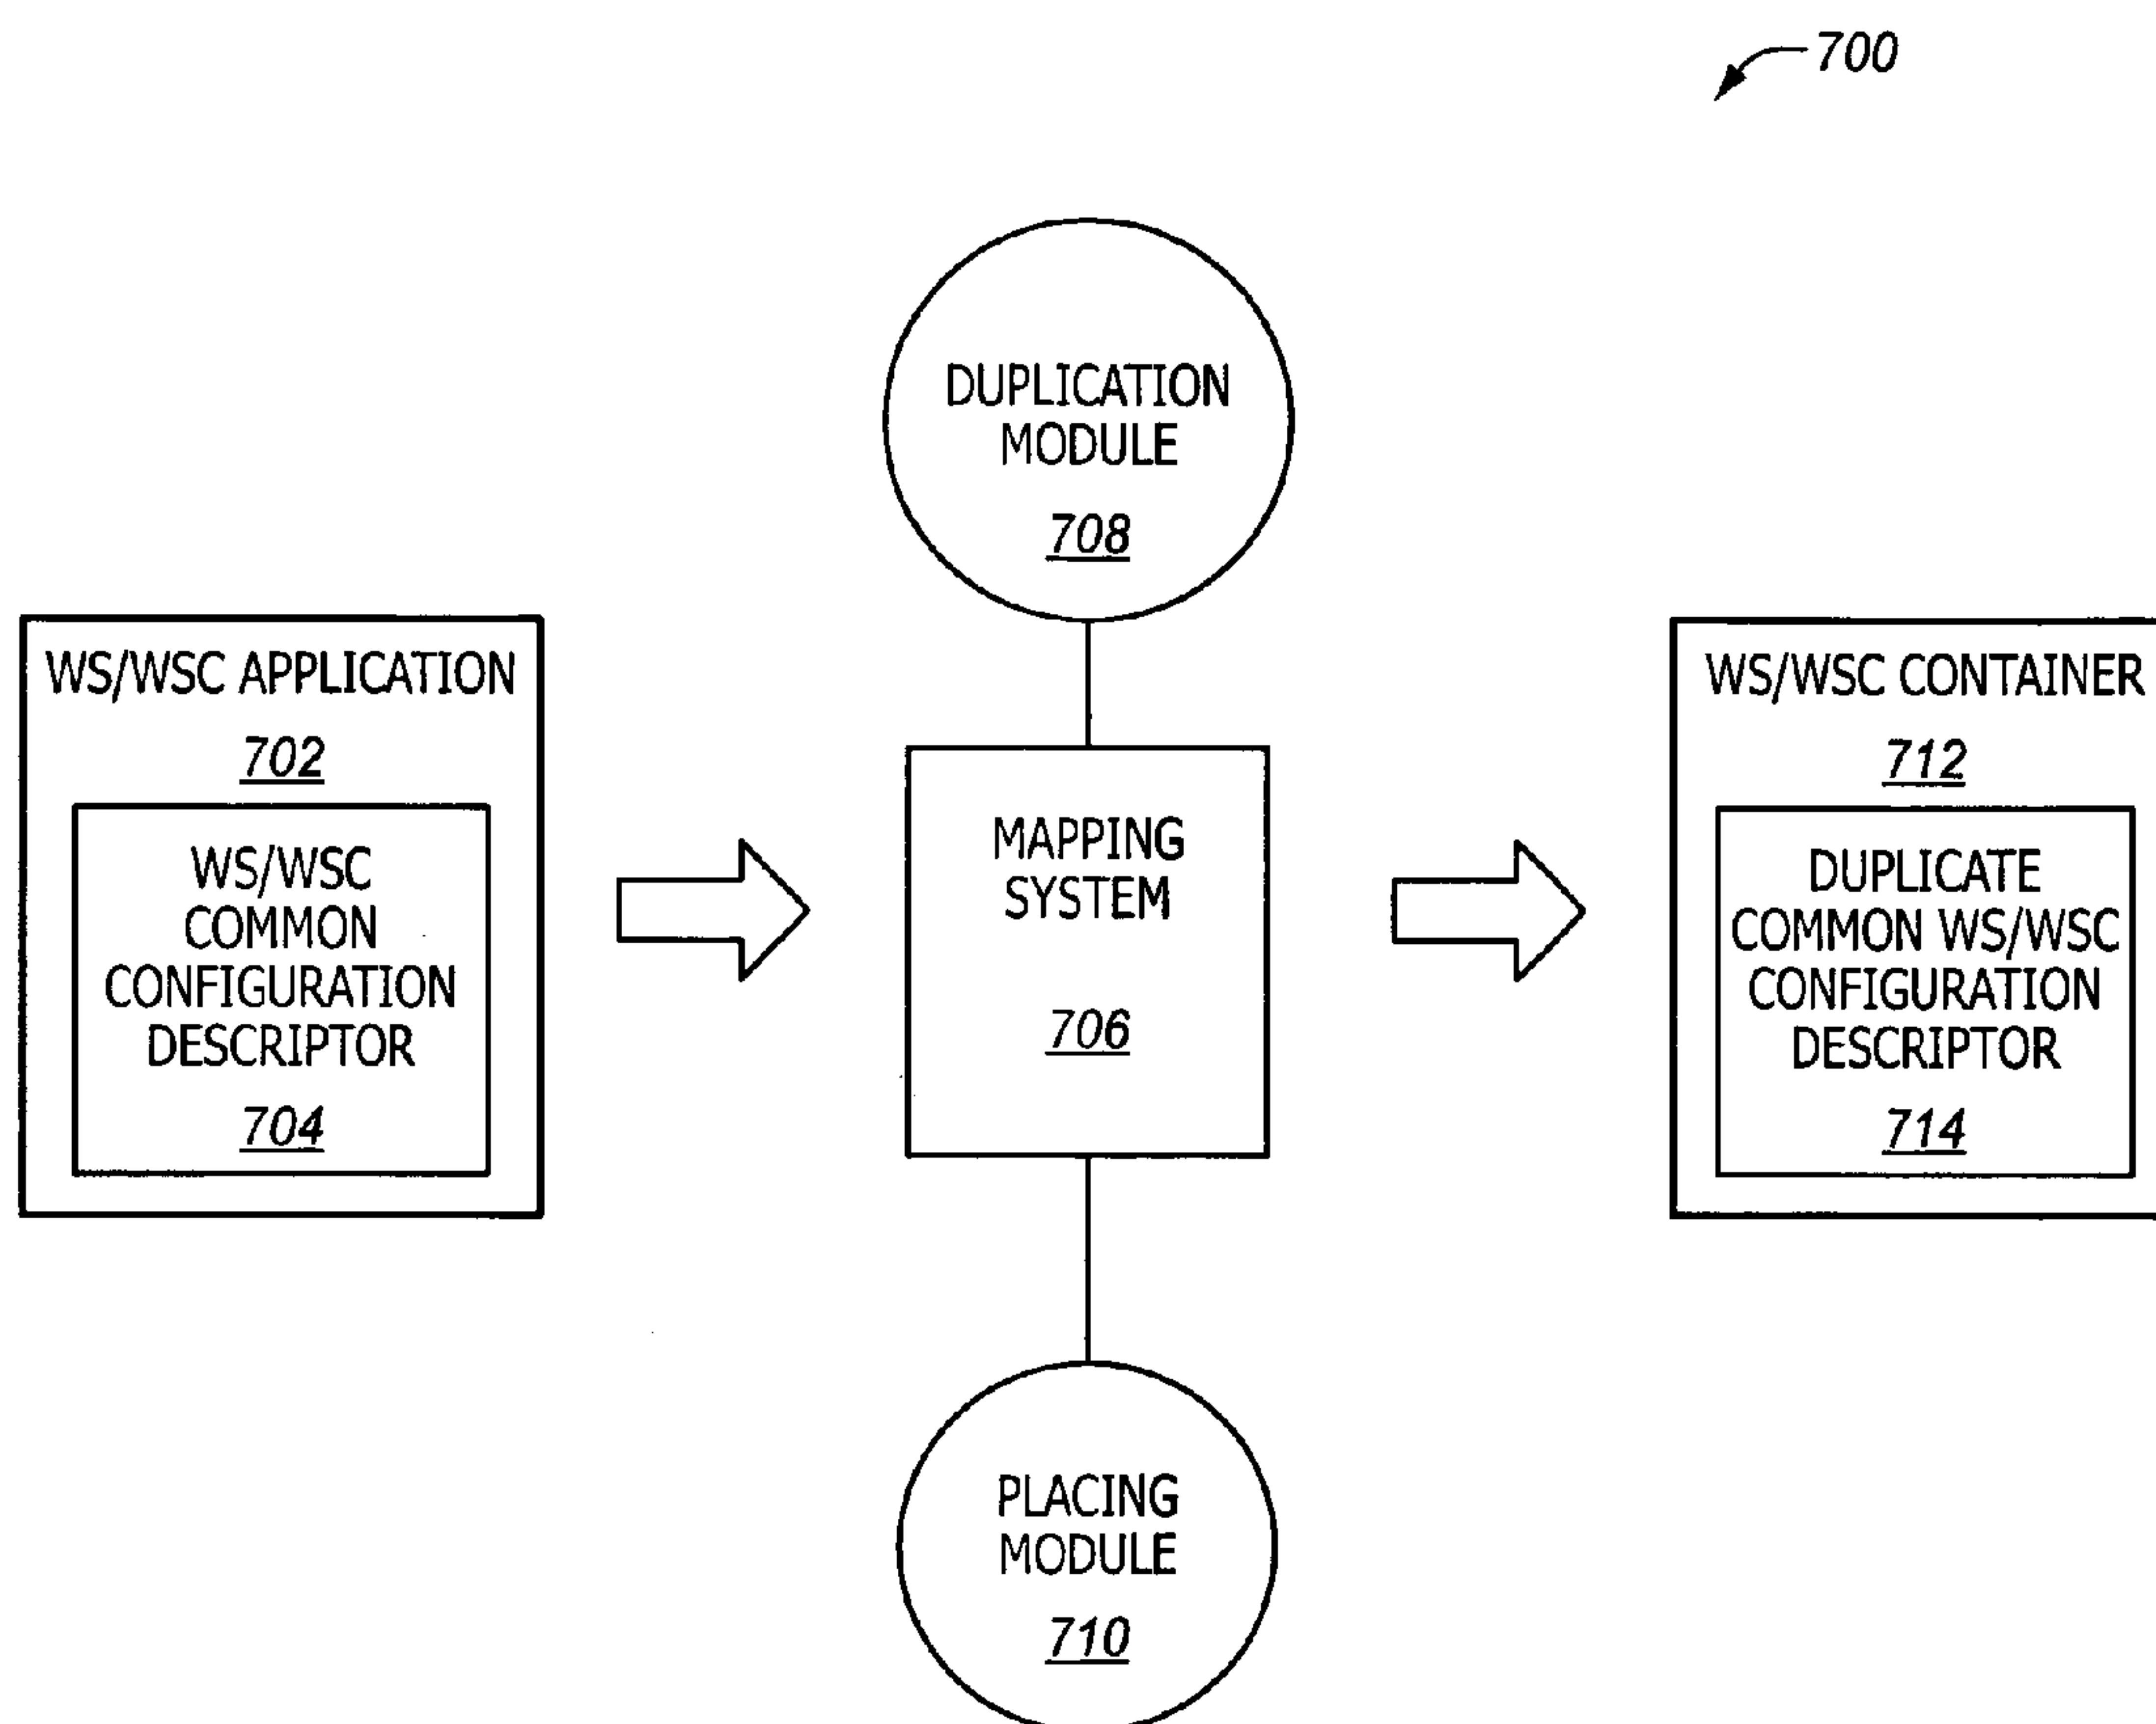 700
DUPLICATION
MODULE
708
WS/WSC APPLICATION
702
WS/WSC
COMMON
CONFIGURATION
DESCRIPTOR
704
MAPPING
SYSTEM
706
WS/WSC CONTAINER
712
DUPLICATE
COMMON WS/WSC
CONFIGURATION
DESCRIPTOR
714
PLACING
MODULE
710